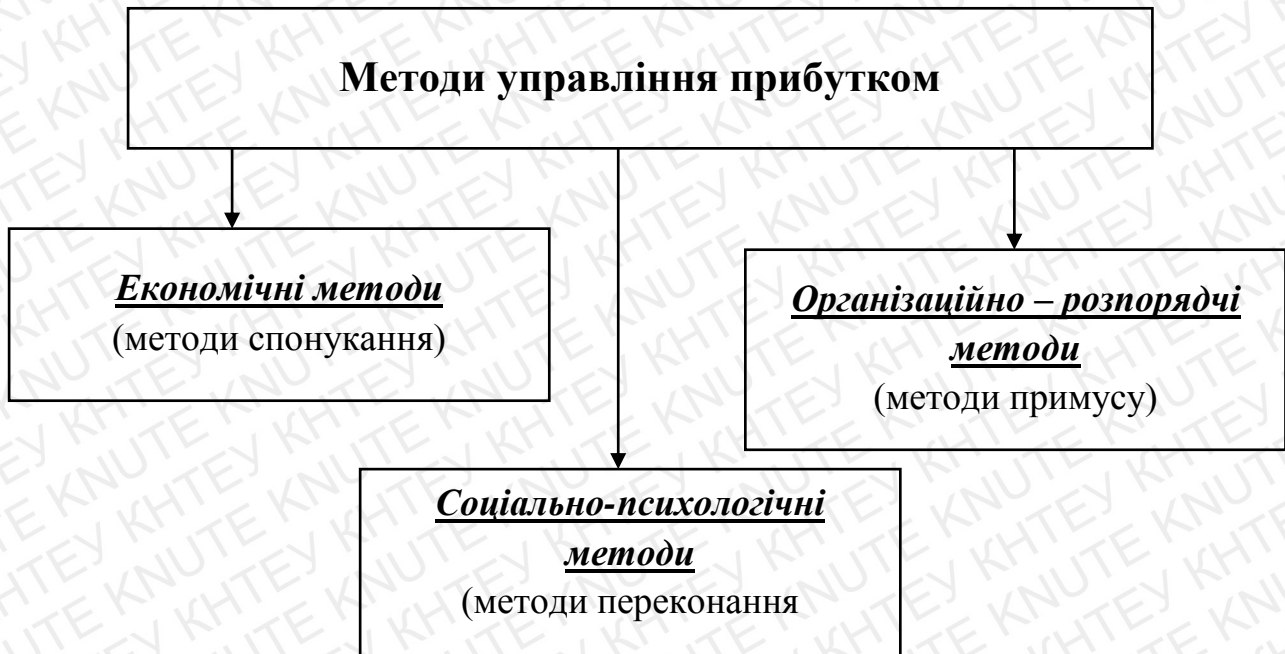 Методи управління прибутком
Економічні методи
(методи спонукання)
Організаційно – розпорядчі
методи
(методи примусу)
Соціально-психологічні
методи
(методи переконання